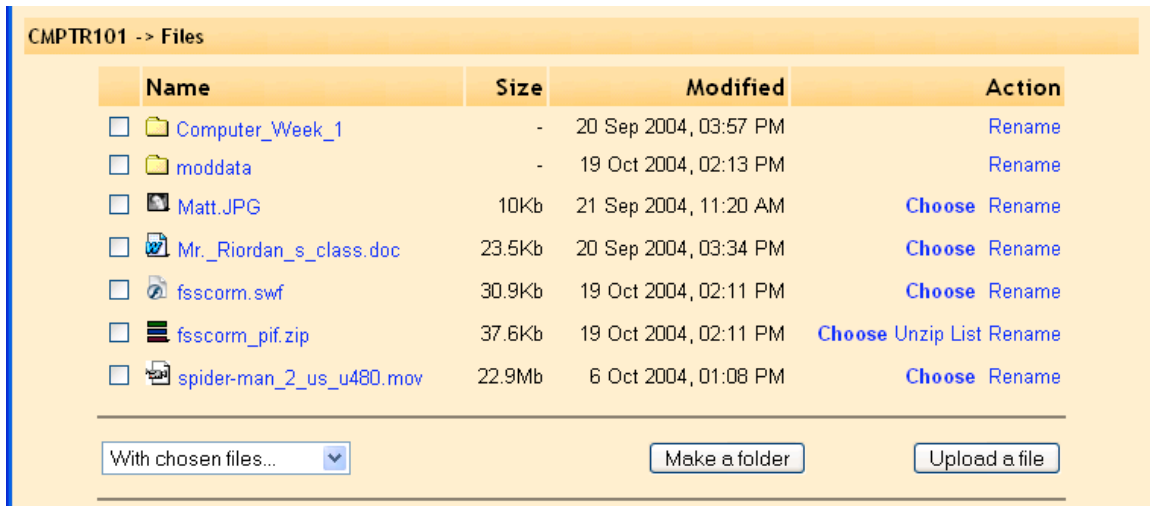 CMPTR101 -> Files
Name Size Modified Action
Computer_Week_1 - 20 Sep 2004, 03:57 PM Rename
moddata - 19 Oct 2004, 02:13 PM Rename
Matt.JPG 10Kb 21 Sep 2004, 11:20 AM Choose Rename
Mr._Riordan_s_class.doc 23.5Kb 20 Sep 2004, 03:34 PM Choose Rename
fsscorm.swf 30.9Kb 19 Oct 2004, 02:11 PM Choose Rename
fsscorm_pif.zip 37.6Kb 19 Oct 2004, 02:11 PM Choose Unzip List Rename
spider-man_2_us_u480.mov 22.9Mb 6 Oct 2004, 01:08 PM Choose Rename
With chosen files... Make a folder Upload a file